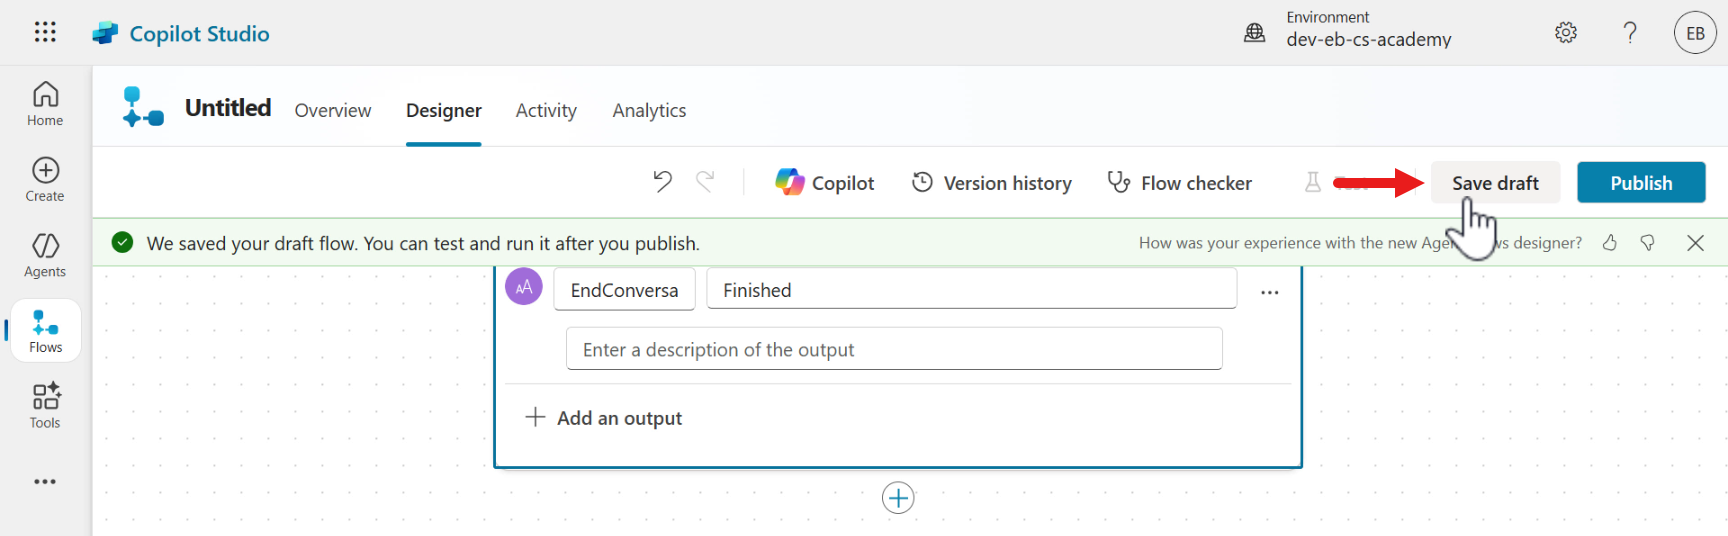 Copilot Studio
Environment
dev-eb-cs-academy
EB
Home
Create
Agents
Flows
Tools
Untitled
Overview
Designer
Activity
Analytics
Copilot
Version history
Flow checker
Save draft
Publish
We saved your draft flow. You can test and run it after you publish.
How was your experience with the new designer?
AA
EndConversa
Finished
Enter a description of the output
Add an output